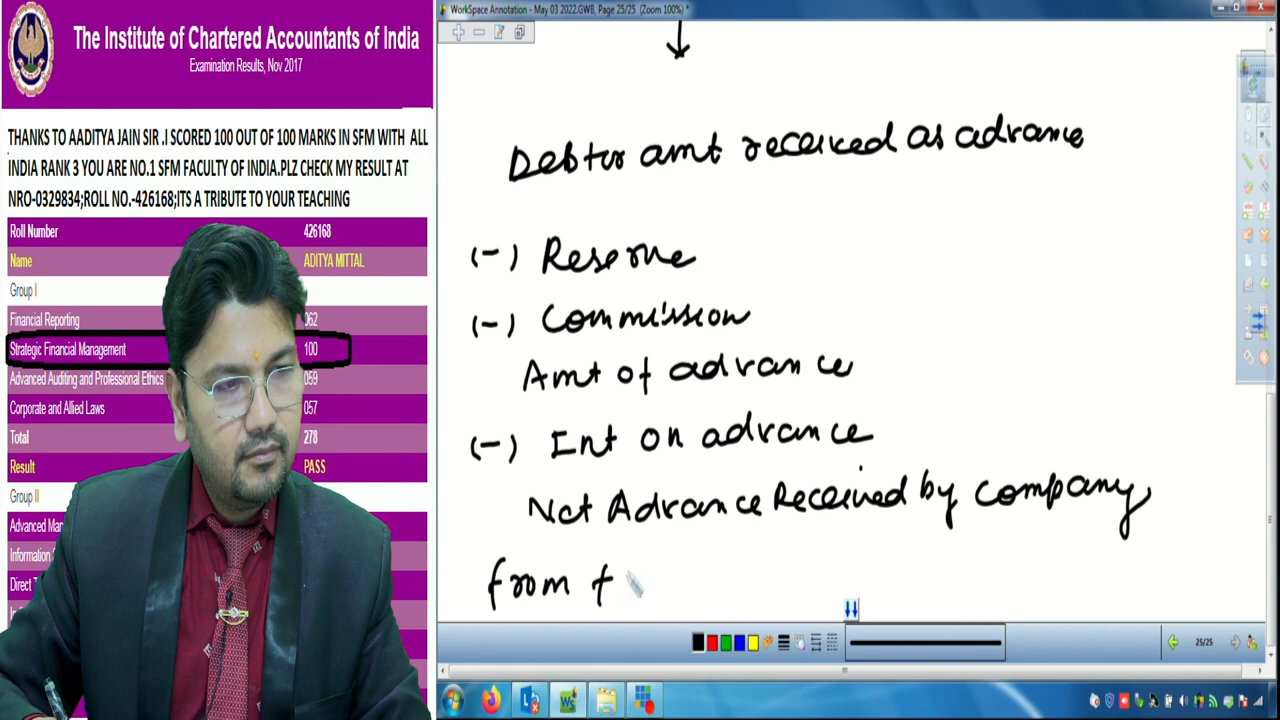 The Institute of Chartered Accountants of India
Examination Results, Nov 2017
THANKS TO AADITYA JAIN SIR .I SCORED 100 OUT OF 100 MARKS IN SFM WITH ALL
INDIA RANK 3 YOU ARE NO.1 SFM FACULTY OF INDIA.PLZ CHECK MY RESULT AT
NRO-0329834;ROLL NO.-426168;ITS A TRIBUTE TO YOUR TEACHING
Roll Number 426168
Name ADITYA MITTAL
Group I
Financial Reporting 062
Strategic Financial Management 100
Advanced Auditing and Professional Ethics 059
Corporate and Allied Laws 057
Total 278
Result PASS
Group II
Advanced
Information
Direct
WorkSpace Annotation - May 03 2022.GWB, Page 25/25 (Zoom 100%) *
Debtor amt received as advance
(-) Reserve
(-) Commission
Amt of advance
(-) Int on advance
Net Advance Received by company
from f
25/25